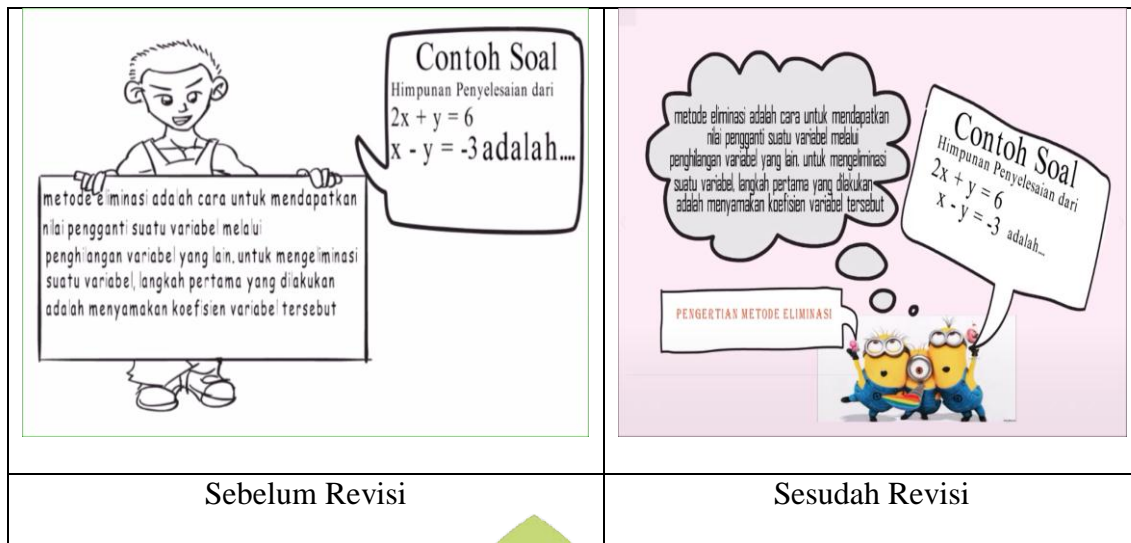 Contoh Soal
Himpunan Penyelesaian dari
2x + y = 6
x - y = -3 adalah....
metode eliminasi adalah cara untuk mendapatkan
nilai pengganti suatu variabel melalui
penghilangan variabel yang lain. untuk mengeliminasi
suatu variabel, langkah pertama yang dilakukan
adalah menyamakan koefisien variabel tersebut
metode eliminasi adalah cara untuk mendapatkan
nilai pengganti suatu variabel melalui
penghilangan variabel yang lain. untuk mengeliminasi
suatu variabel, langkah pertama yang dilakukan
adalah menyamakan koefisien variabel tersebut
Contoh Soal
Himpunan Penyelesaian dari
2x + y = 6
x - y = -3 adalah...
PENGERTIAN METODE ELIMINASI
Sebelum Revisi
Sesudah Revisi